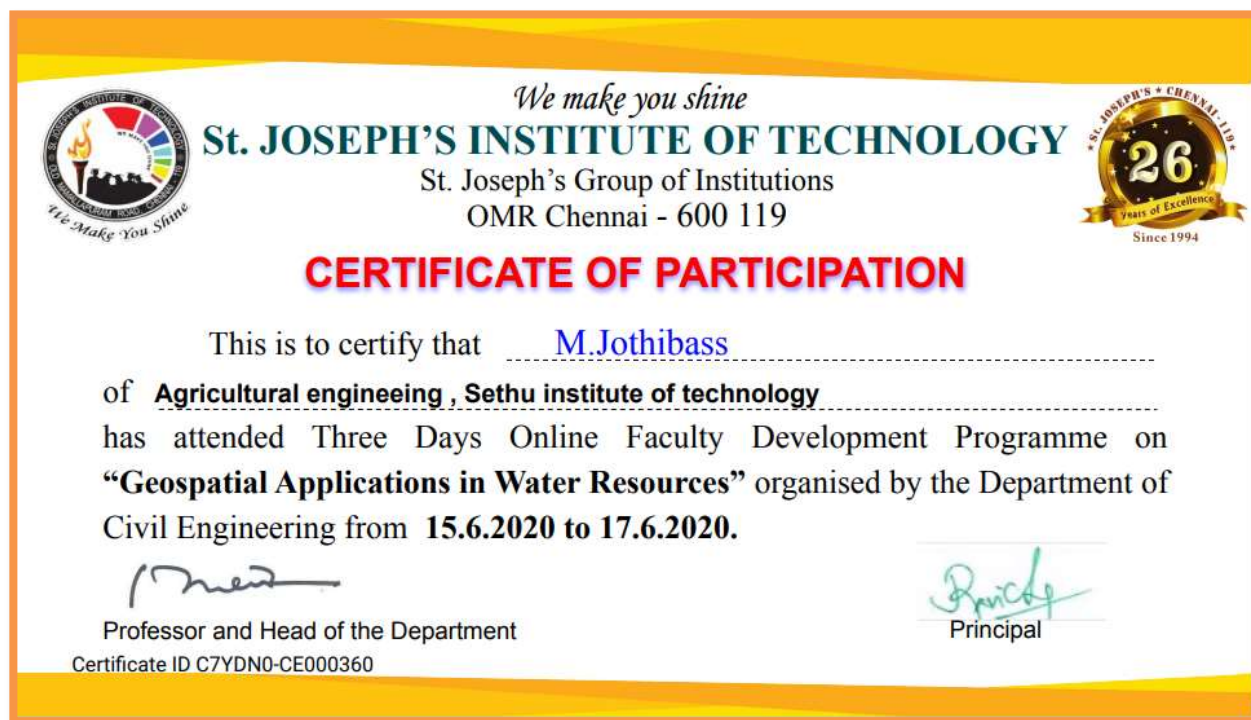 We make you shine
St. JOSEPH’S INSTITUTE OF TECHNOLOGY
St. Joseph’s Group of Institutions
OMR Chennai - 600 119
We Make You Shine
St. JOSEPH'S ★ CHENNAI-119★
26
Years of Excellence
Since 1994
CERTIFICATE OF PARTICIPATION
This is to certify that M.Jothibass
of Agricultural engineeing , Sethu institute of technology
has attended Three Days Online Faculty Development Programme on
“Geospatial Applications in Water Resources” organised by the Department of
Civil Engineering from 15.6.2020 to 17.6.2020.
Professor and Head of the Department
Principal
Certificate ID C7YDN0-CE000360